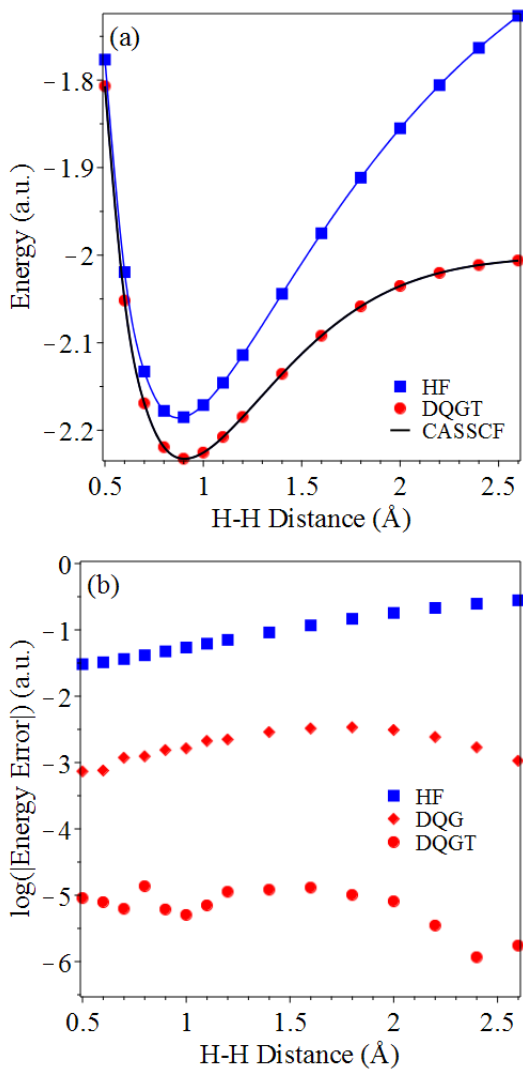 (a)
−1.8
−1.9
−2
−2.1
−2.2
Energy (a.u.)
HF
DQGT
CASSCF
0.5 1 1.5 2 2.5
H-H Distance (Å)
(b)
0
−1
−2
−3
−4
−5
−6
log(|Energy Error|) (a.u.)
HF
DQG
DQGT
0.5 1 1.5 2 2.5
H-H Distance (Å)